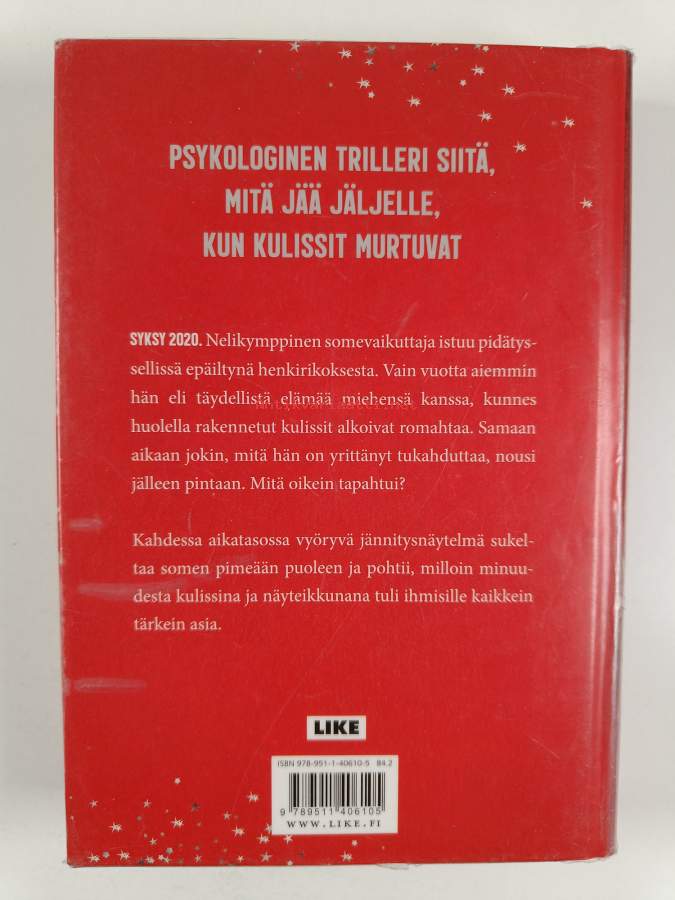 PSYKOLOGINEN TRILLERI SIITÄ,
MITÄ JÄÄ JÄLJELLE,
KUN KULISSIT MURTUVAT
SYKSY 2020. Nelikymppinen somevaikuttaja istuu pidätys-
sellissä epäiltynä henkirikoksesta. Vain vuotta aiemmin
hän eli täydellistä elämää miehensä kanssa, kunnes
huolella rakennetut kulissit alkoivat romahtaa. Samaan
aikaan jokin, mitä hän on yrittänyt tukahduttaa, nousi
jälleen pintaan. Mitä oikein tapahtui?
Kahdessa aikatasossa vyöryvä jännitysnäytelmä sukel-
taa somen pimeään puoleen ja pohtii, milloin minuu-
desta kulissina ja näyteikkunana tuli ihmisille kaikkein
tärkein asia.
LIKE
ISBN 978-951-1-40610-5 84.2
9 789511 406105
WWW.LIKE.FI